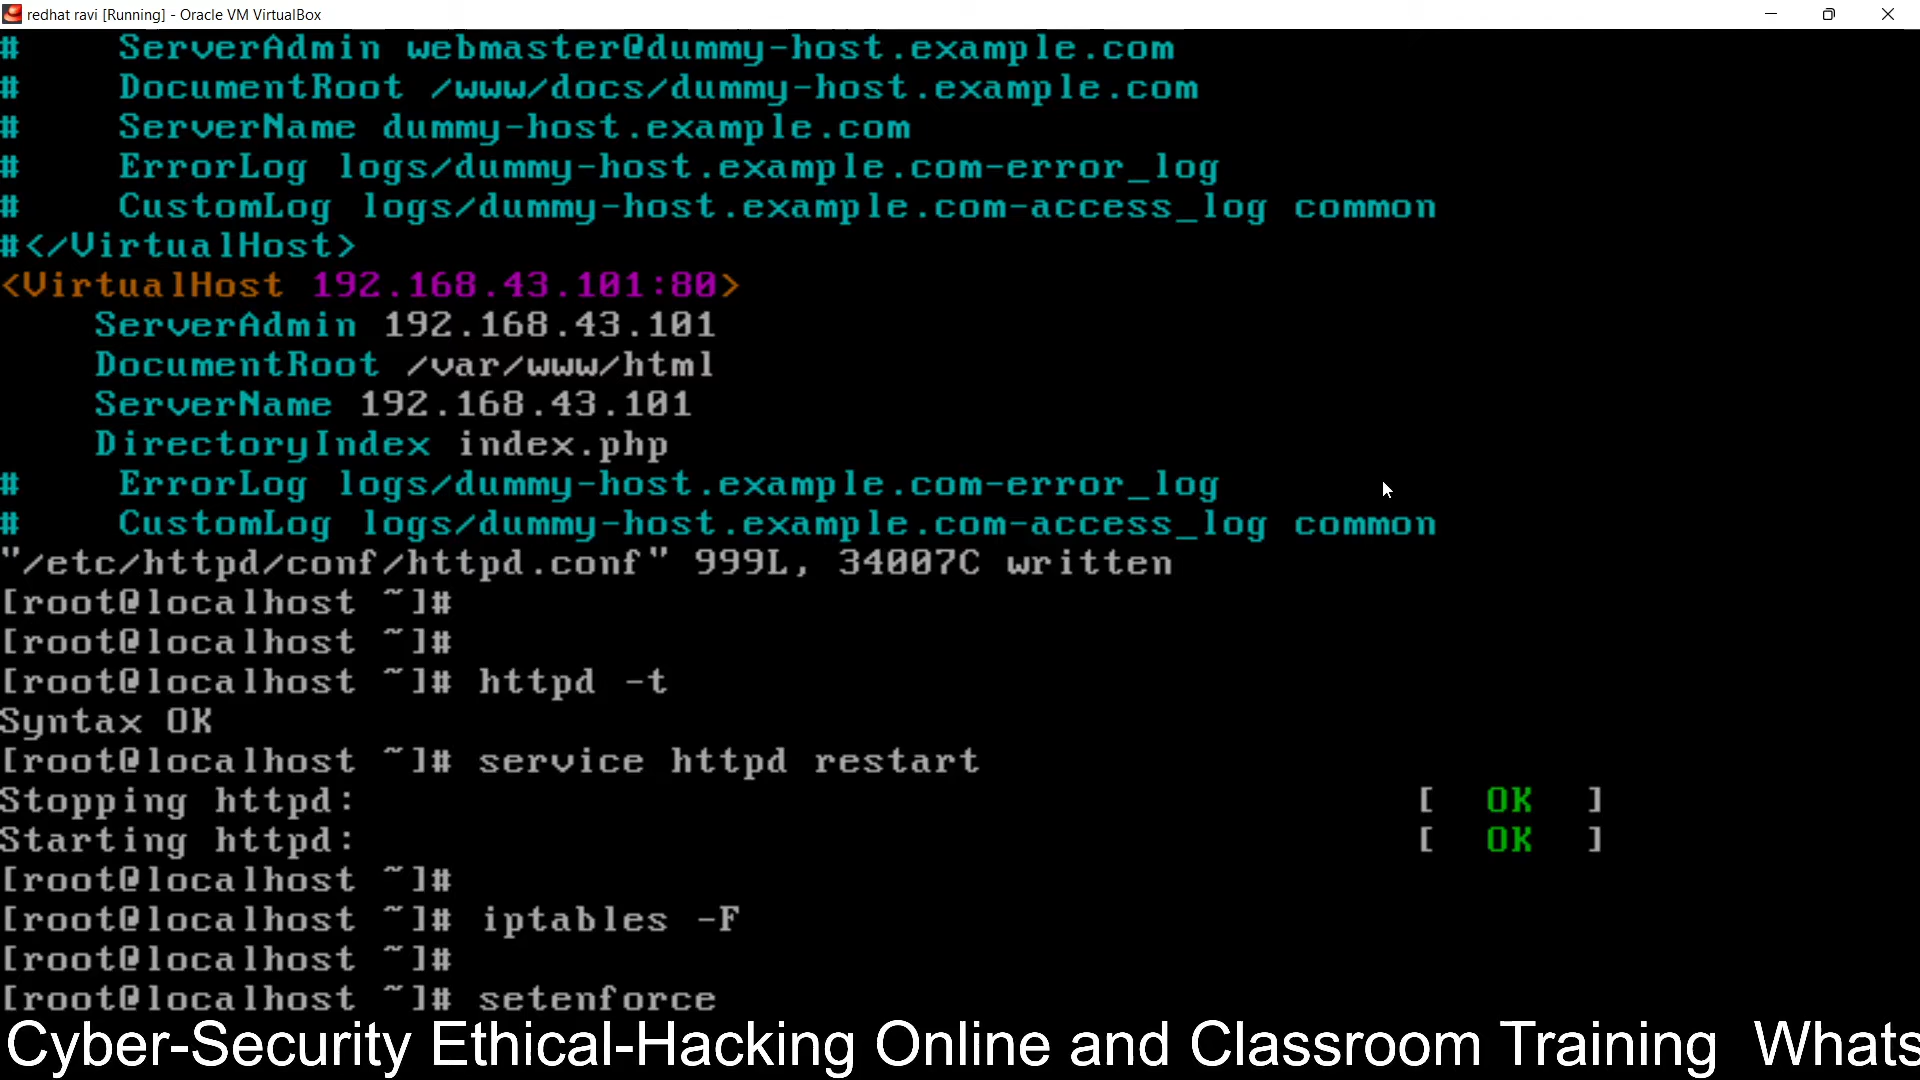 redhat ravi [Running] - Oracle VM VirtualBox
#    ServerAdmin webmaster@dummy-host.example.com
#    DocumentRoot /www/docs/dummy-host.example.com
#    ServerName dummy-host.example.com
#    ErrorLog logs/dummy-host.example.com-error_log
#    CustomLog logs/dummy-host.example.com-access_log common
#</VirtualHost>
<VirtualHost 192.168.43.101:80>
    ServerAdmin 192.168.43.101
    DocumentRoot /var/www/html
    ServerName 192.168.43.101
    DirectoryIndex index.php
#    ErrorLog logs/dummy-host.example.com-error_log
#    CustomLog logs/dummy-host.example.com-access_log common
"/etc/httpd/conf/httpd.conf" 999L, 34007C written
[root@localhost ~]#
[root@localhost ~]#
[root@localhost ~]# httpd -t
Syntax OK
[root@localhost ~]# service httpd restart
Stopping httpd: [  OK  ]
Starting httpd: [  OK  ]
[root@localhost ~]#
[root@localhost ~]# iptables -F
[root@localhost ~]#
[root@localhost ~]# setenforce
Cyber-Security Ethical-Hacking Online and Classroom Training Whats